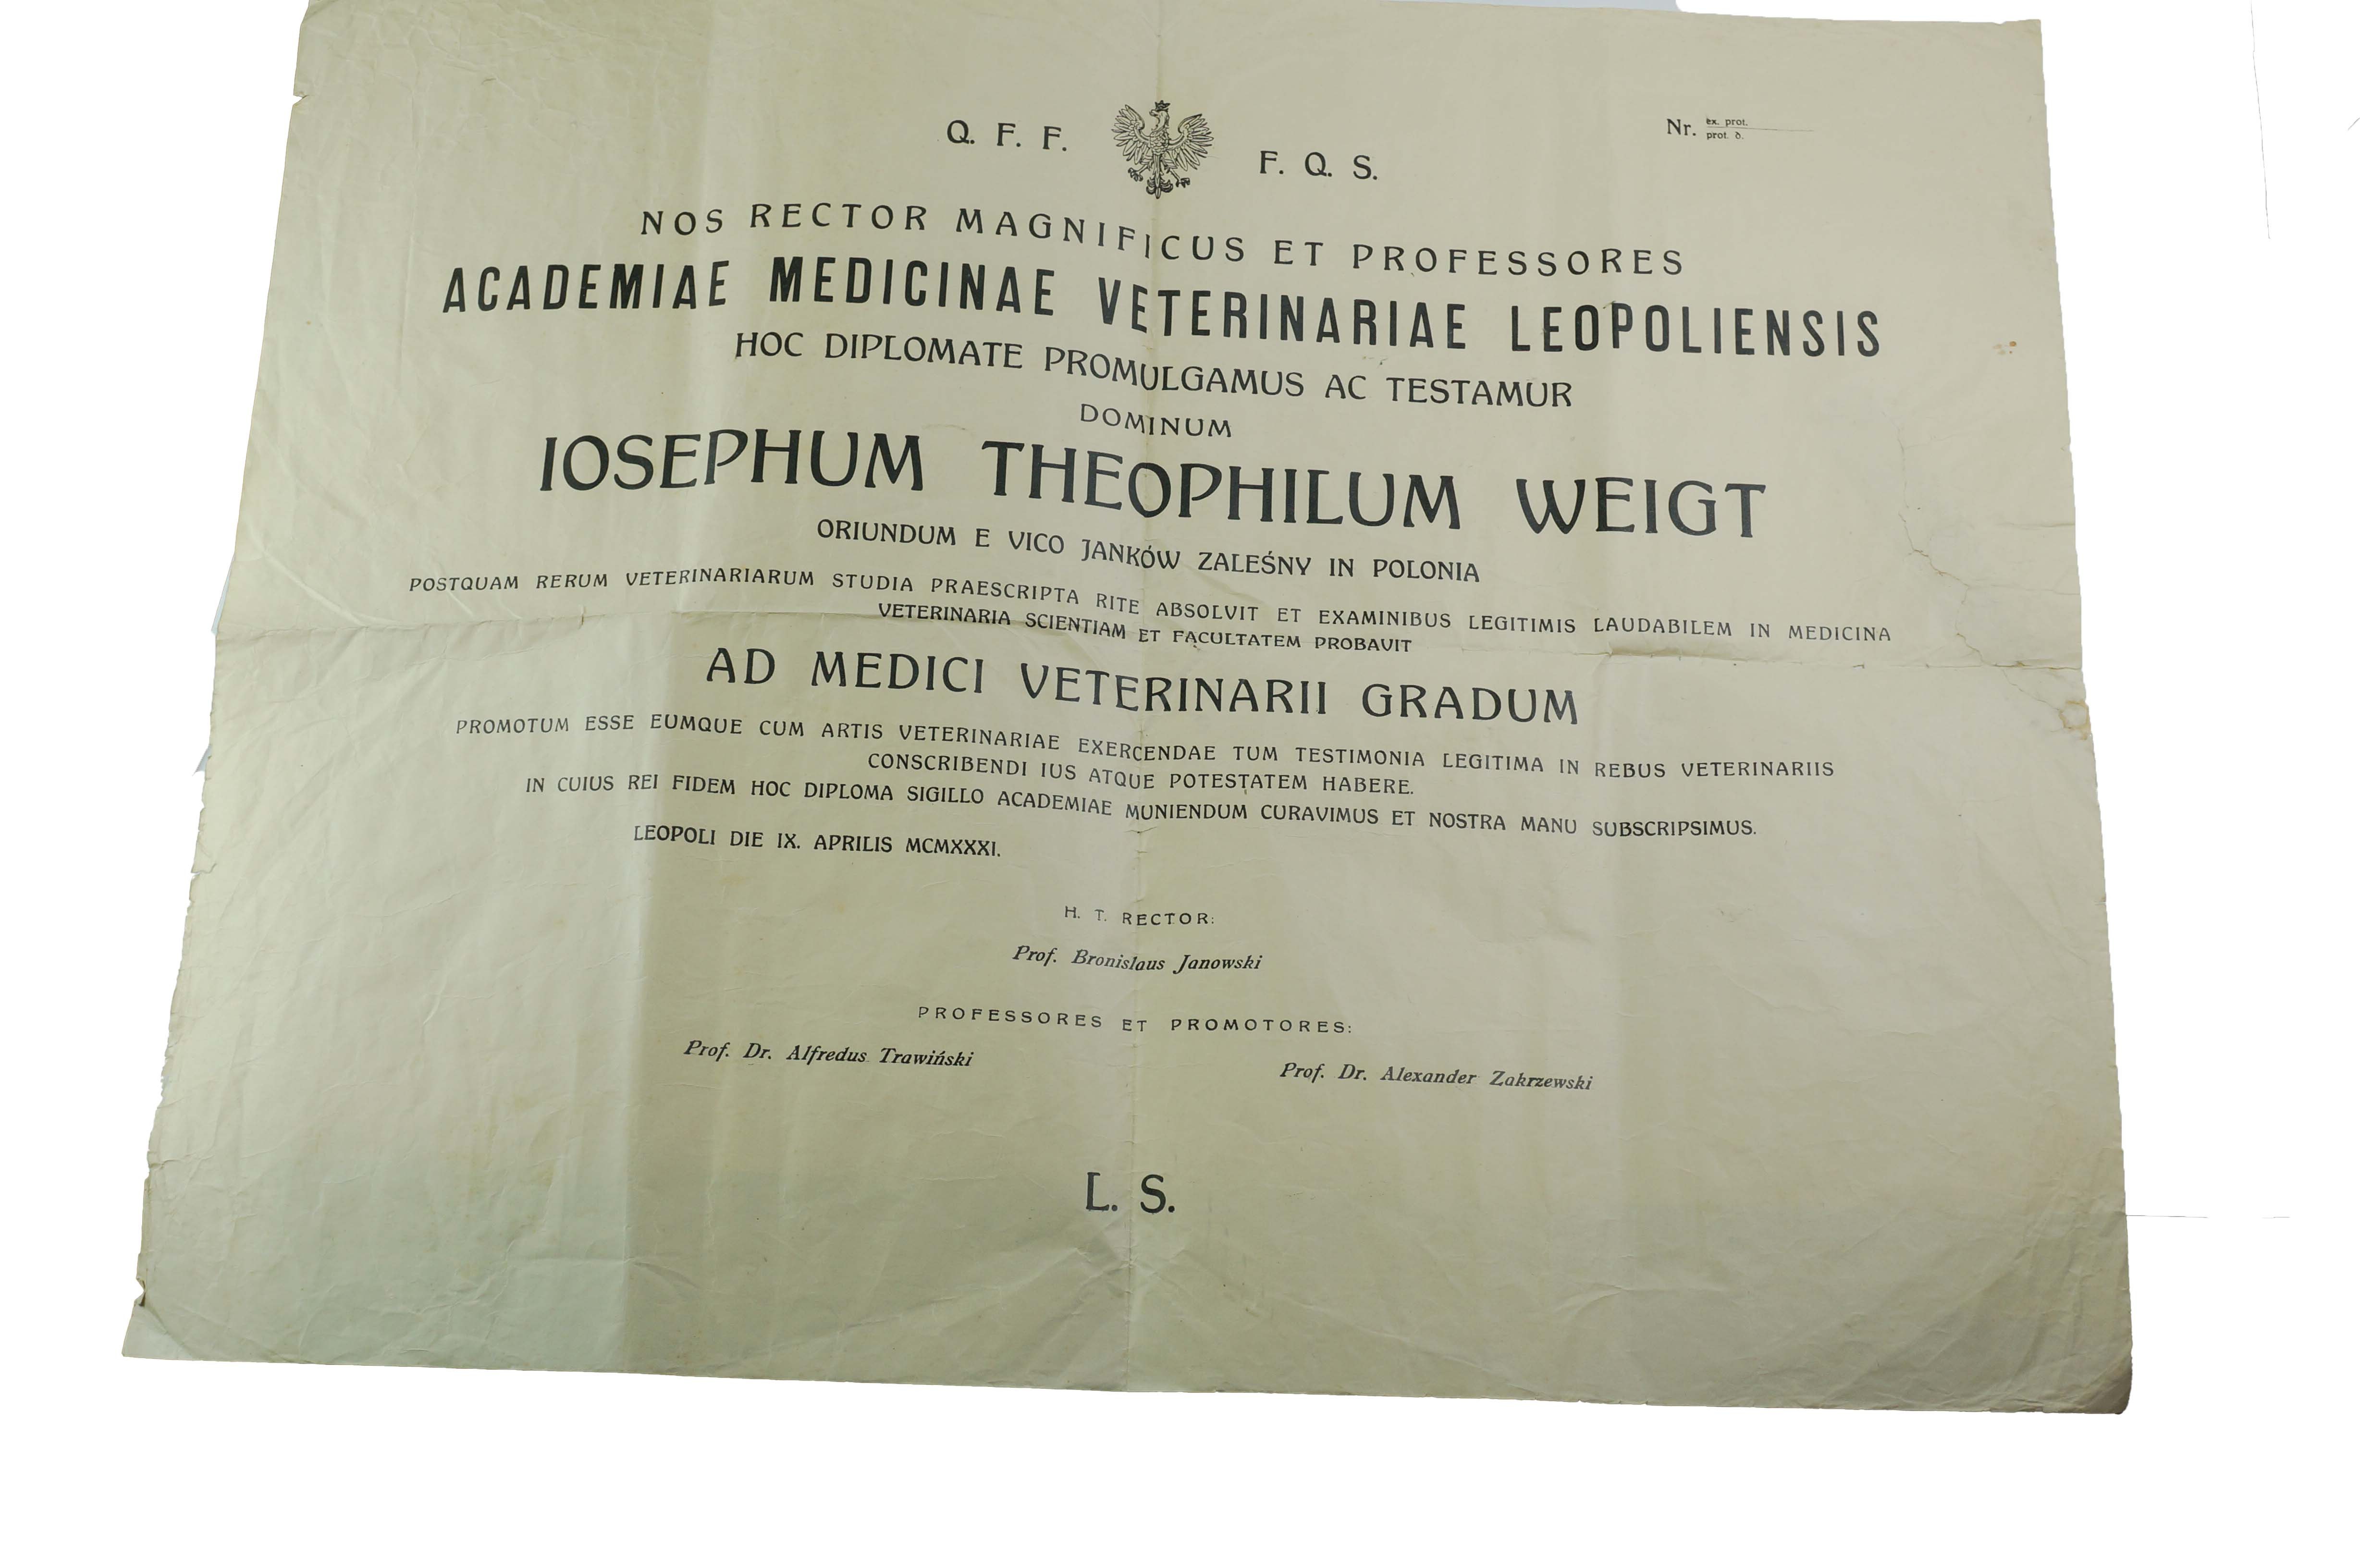 Q. F. F. F. Q. S.
Nr. ex. prot.
prot. d.
NOS RECTOR MAGNIFICUS ET PROFESSORES
ACADEMIAE MEDICINAE VETERINARIAE LEOPOLIENSIS
HOC DIPLOMATE PROMULGAMUS AC TESTAMUR
DOMINUM
IOSEPHUM THEOPHILUM WEIGT
ORIUNDUM E VICO JANKÓW ZALEŚNY IN POLONIA
POSTQUAM RERUM VETERINARIARUM STUDIA PRAESCRIPTA RITE ABSOLVIT ET EXAMINIBUS LEGITIMIS LAUDABILEM IN MEDICINA
VETERINARIA SCIENTIAM ET FACULTATEM PROBAVIT
AD MEDICI VETERINARII GRADUM
PROMOTUM ESSE EUMQUE CUM ARTIS VETERINARIAE EXERCENDAE TUM TESTIMONIA LEGITIMA IN REBUS VETERINARIIS
CONSCRIBENDI IUS ATQUE POTESTATEM HABERE.
IN CUIUS REI FIDEM HOC DIPLOMA SIGILLO ACADEMIAE MUNIENDUM CURAVIMUS ET NOSTRA MANU SUBSCRIPSIMUS.
LEOPOLI DIE IX. APRILIS MCMXXXI.
H. T. RECTOR:
Prof. Bronislaus Janowski
PROFESSORES ET PROMOTORES:
Prof. Dr. Alfredus Trawiński
Prof. Dr. Alexander Zakrzewski
L. S.